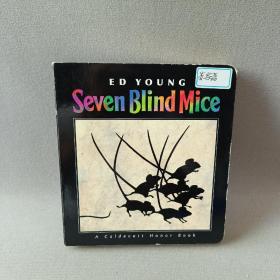 ED YOUNG
Seven Blind Mice
A Caldecott Honor Book